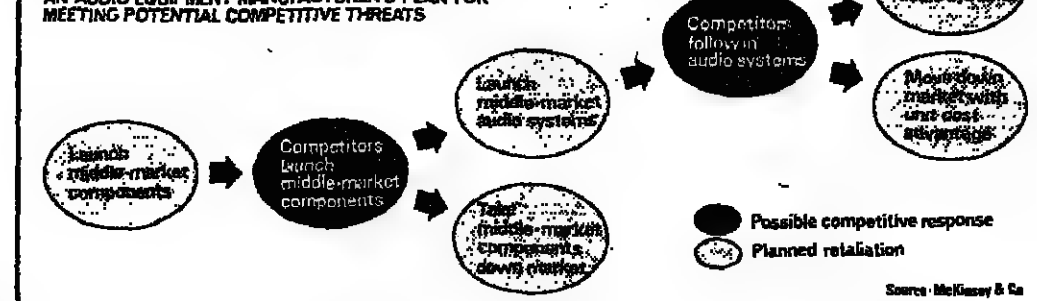 AN AUDIO EQUIPMENT MANUFACTURER'S PLAN FOR
MEETING POTENTIAL COMPETITIVE THREATS
Launch
middle-market
components
Competitors
launch
middle-market
components
Launch
middle-market
audio systems
Take
middle-market
components
down market
Competitors
follow in
audio systems
Move down
market with
unit cost
advantage
Possible competitive response
Planned retaliation
Source: McKinsey & Co